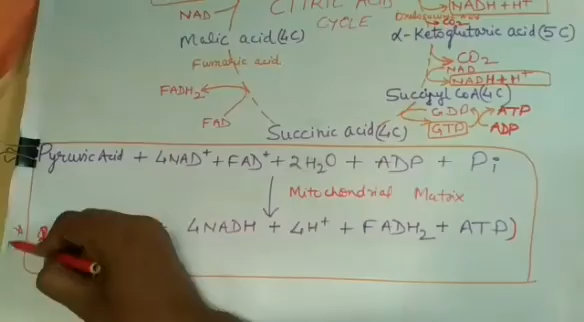 CITRIC ACID
CYCLE
NAD
NADH+H⁺
CO₂
Malic acid (4C)
α-Ketoglutaric acid (5C)
Fumaric acid
CO₂
NAD
NADH+H⁺
FADH₂
Succinyl CoA (4C)
GDP
ATP
FAD
Succinic acid (4C)
GTP
ADP
Pyruvic Acid + 4NAD⁺ + FAD⁺ + 2H₂O + ADP + Pi
Mitochondrial Matrix
4NADH + 4H⁺ + FADH₂ + ATP)